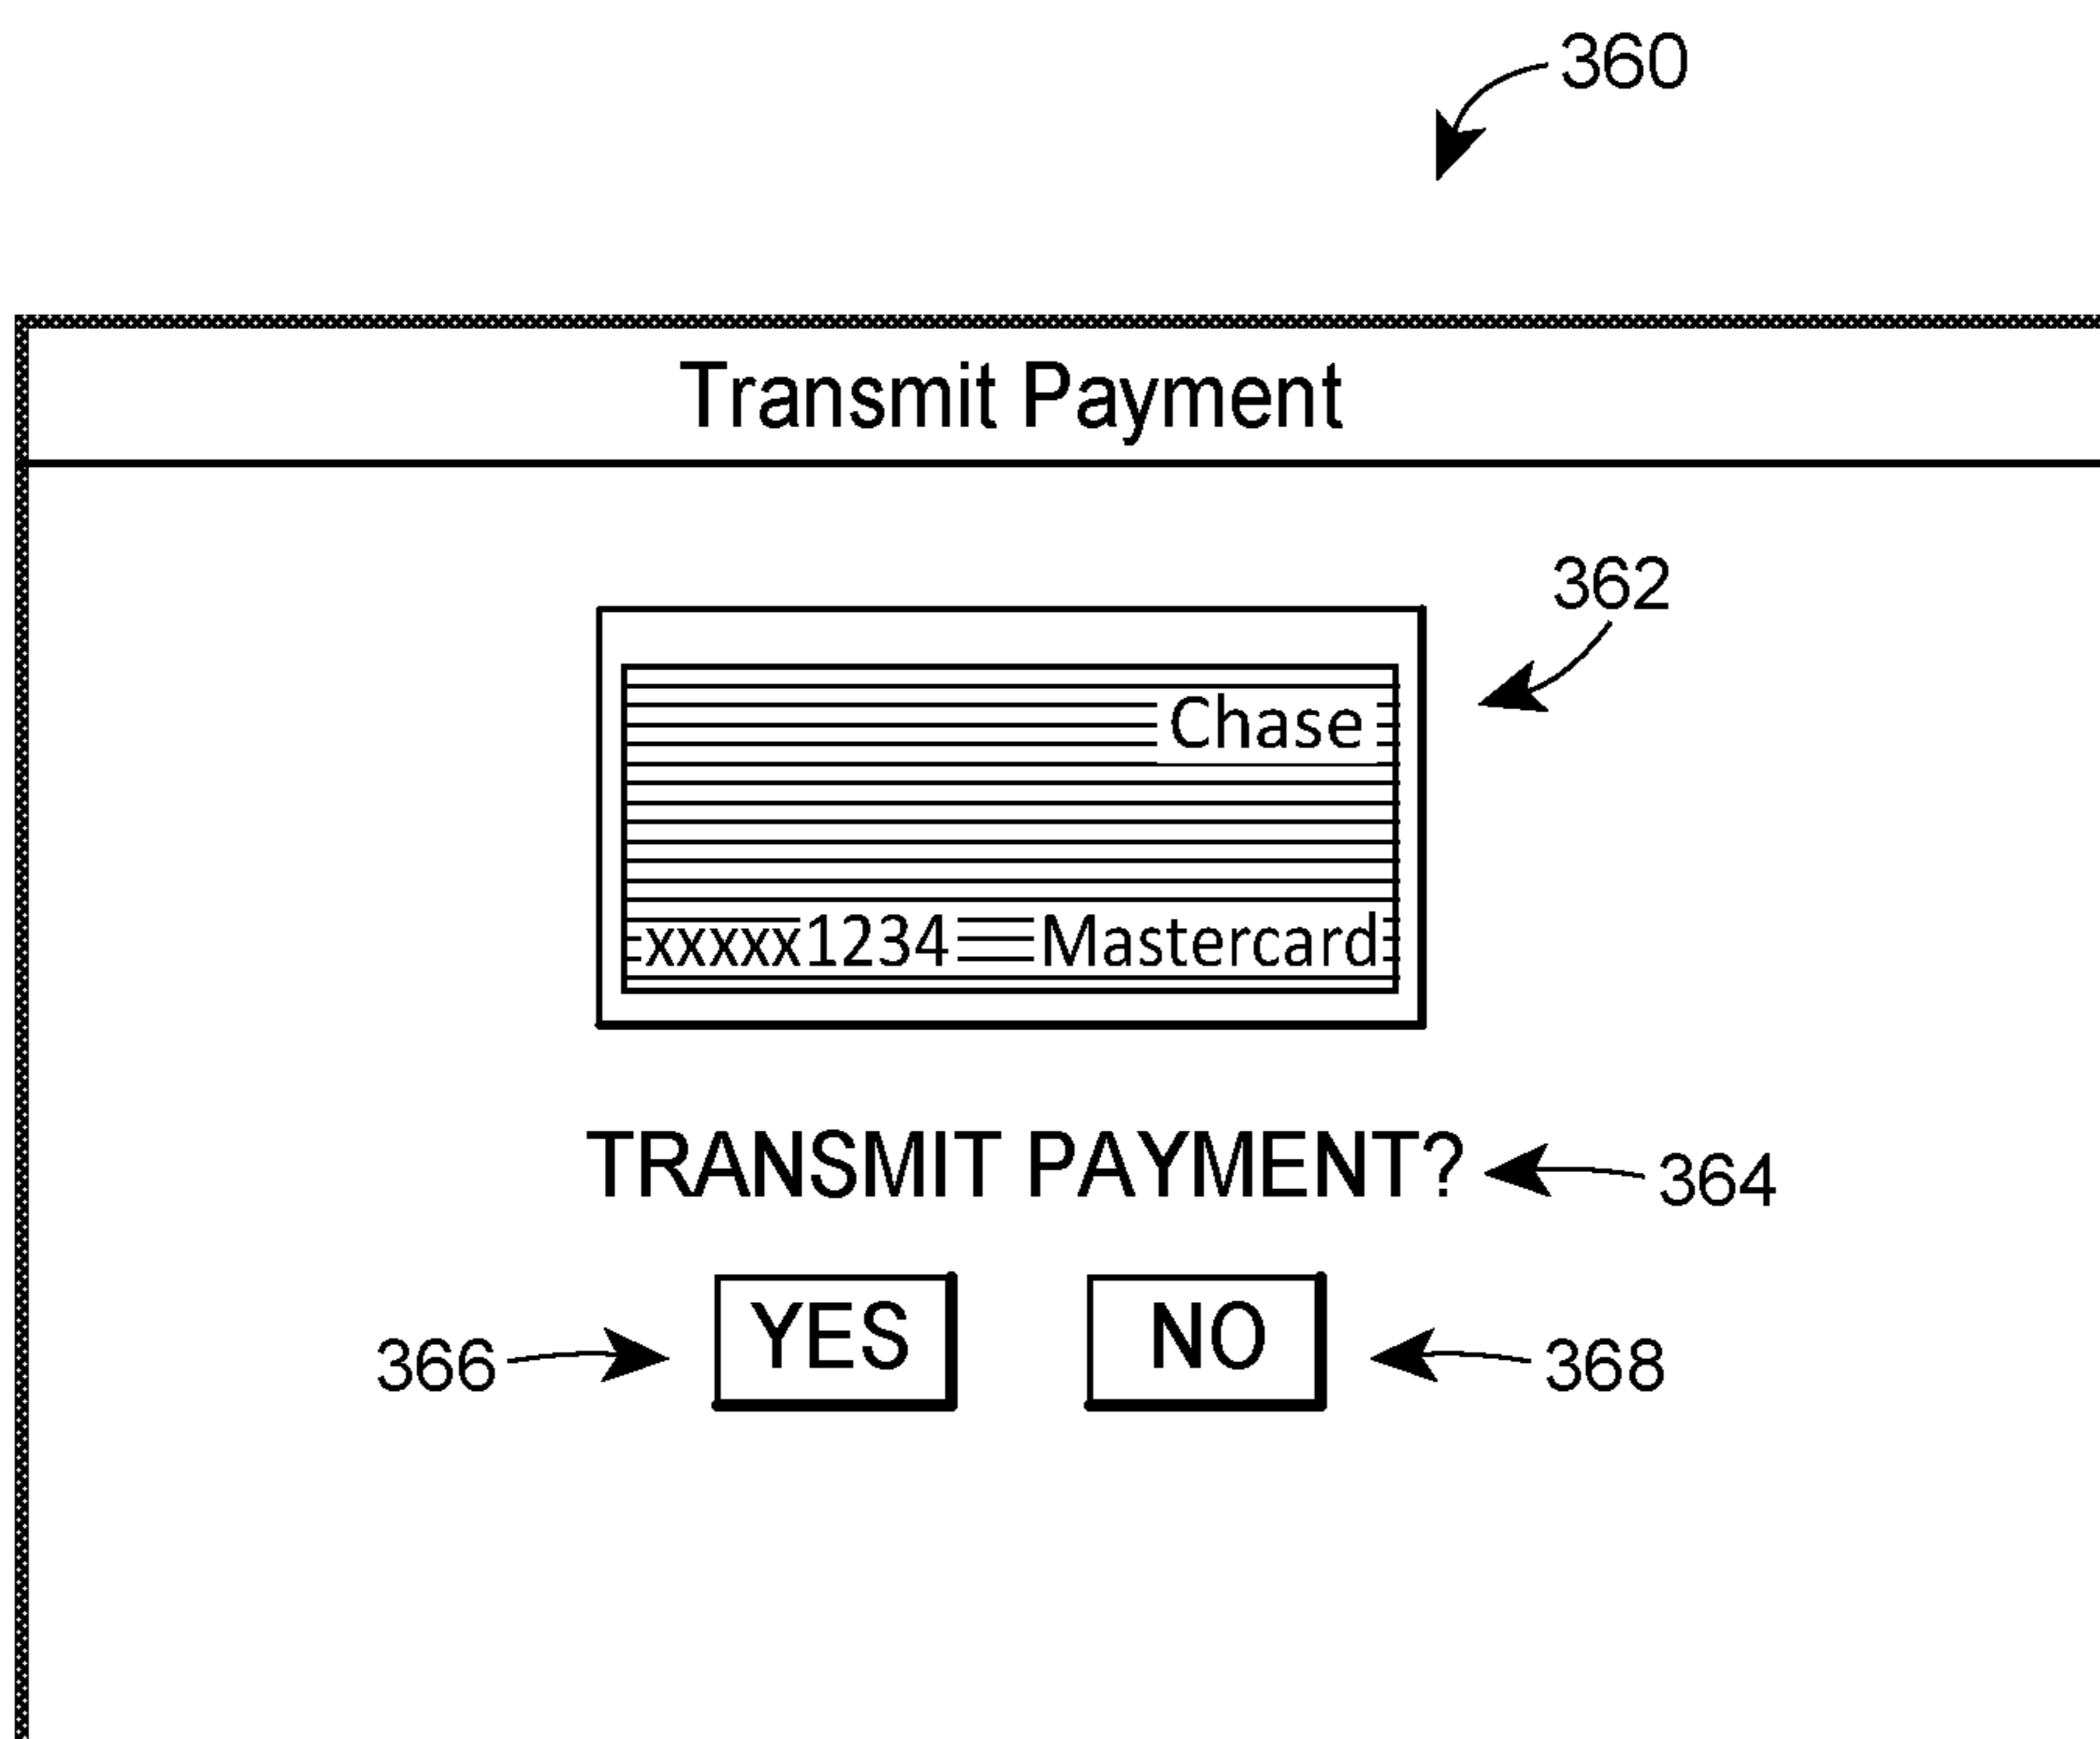 360
Transmit Payment
362
Chase
xxxxx1234 Mastercard
TRANSMIT PAYMENT?
364
YES NO
366
368